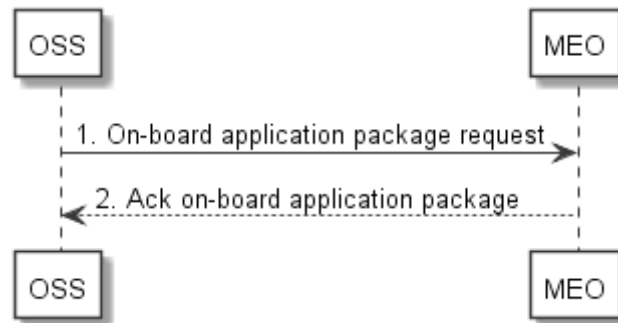 OSS
MEO
1. On-board application package request
2. Ack on-board application package
OSS
MEO